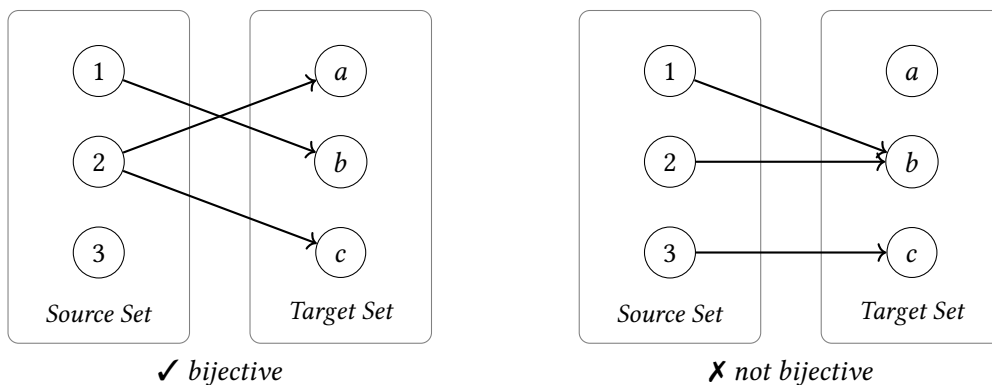 1
a
2
b
3
c
Source Set
Target Set
✓ bijective
1
a
2
b
3
c
Source Set
Target Set
✗ not bijective